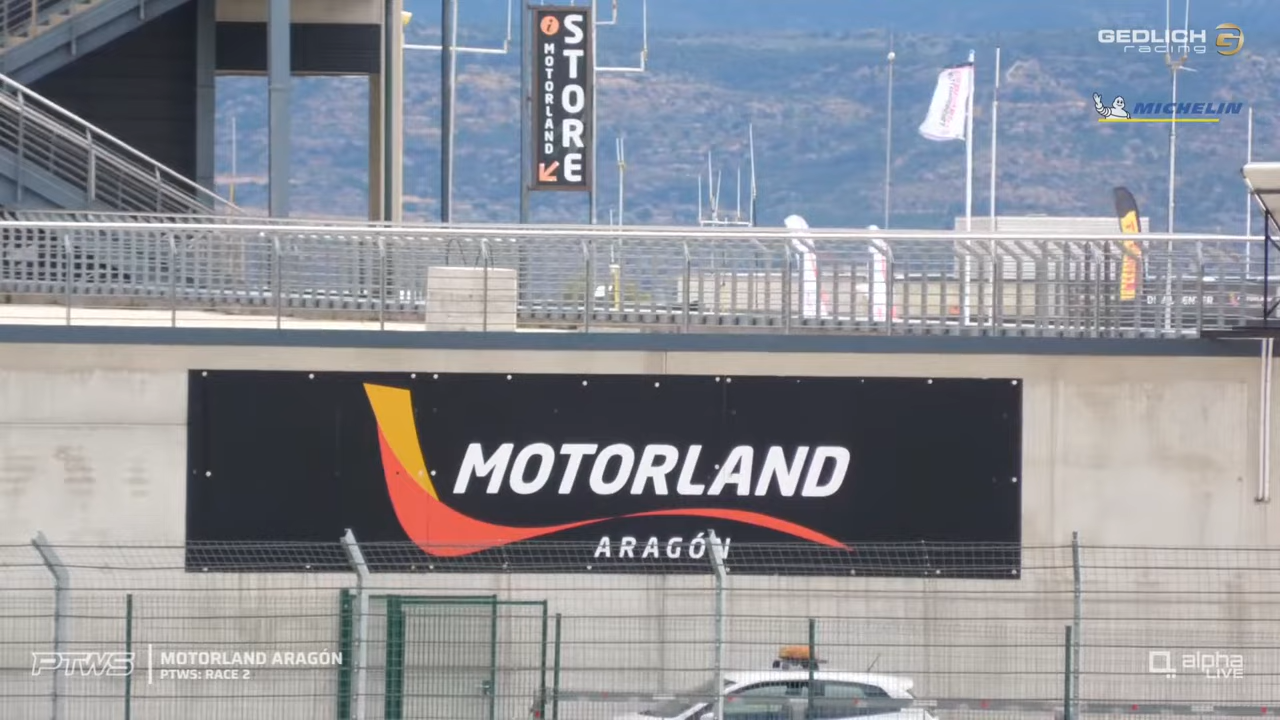 i MOTORLAND
STORE
GEDLICH G
racing
MICHELIN
MOTORLAND
ARAGÓN
PTWS
MOTORLAND ARAGÓN
PTWS: RACE 2
alpha
LIVE